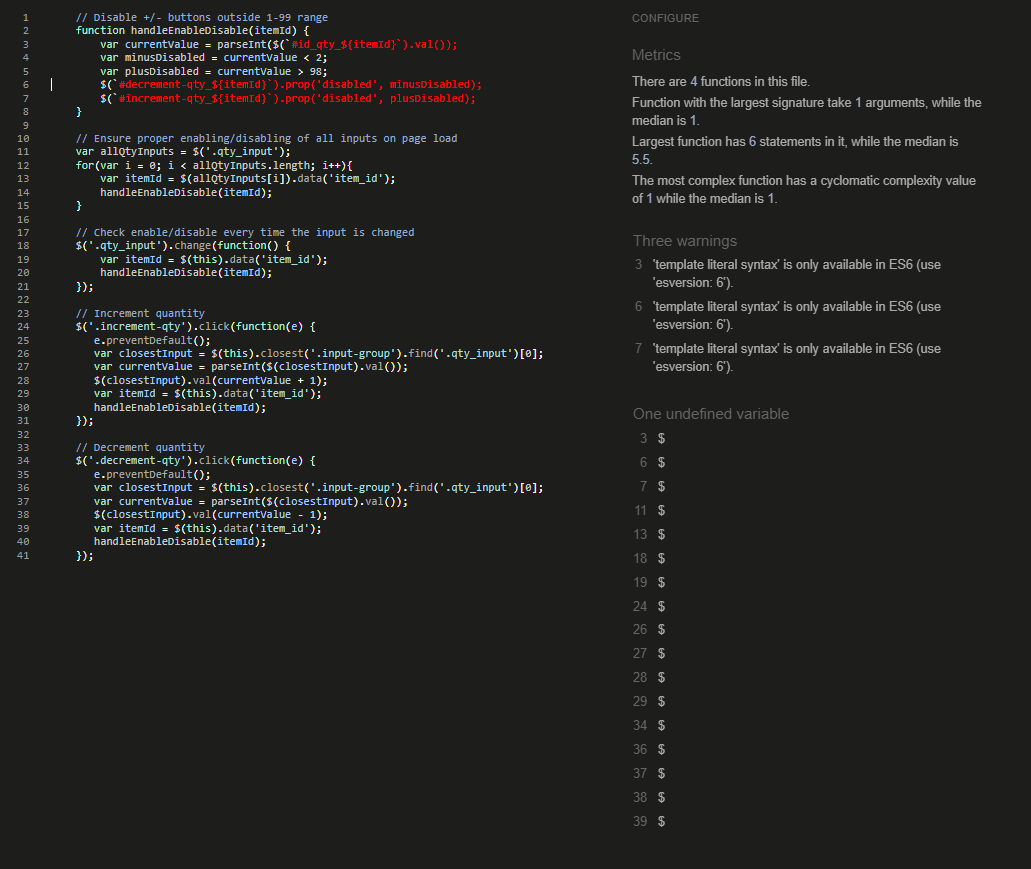 1 // Disable +/- buttons outside 1-99 range
2 function handleEnableDisable(itemId) {
3 var currentValue = parseInt($(`#id_qty_${itemId}`).val());
4 var minusDisabled = currentValue < 2;
5 var plusDisabled = currentValue > 98;
6 $(`#decrement-qty_${itemId}`).prop('disabled', minusDisabled);
7 $(`#increment-qty_${itemId}`).prop('disabled', plusDisabled);
8 }
9
10 // Ensure proper enabling/disabling of all inputs on page load
11 var allQtyInputs = $('.qty_input');
12 for(var i = 0; i < allQtyInputs.length; i++){
13 var itemId = $(allQtyInputs[i]).data('item_id');
14 handleEnableDisable(itemId);
15 }
16
17 // Check enable/disable every time the input is changed
18 $('.qty_input').change(function() {
19 var itemId = $(this).data('item_id');
20 handleEnableDisable(itemId);
21 });
22
23 // Increment quantity
24 $('.increment-qty').click(function(e) {
25 e.preventDefault();
26 var closestInput = $(this).closest('.input-group').find('.qty_input')[0];
27 var currentValue = parseInt($(closestInput).val());
28 $(closestInput).val(currentValue + 1);
29 var itemId = $(this).data('item_id');
30 handleEnableDisable(itemId);
31 });
32
33 // Decrement quantity
34 $('.decrement-qty').click(function(e) {
35 e.preventDefault();
36 var closestInput = $(this).closest('.input-group').find('.qty_input')[0];
37 var currentValue = parseInt($(closestInput).val());
38 $(closestInput).val(currentValue - 1);
39 var itemId = $(this).data('item_id');
40 handleEnableDisable(itemId);
41 });
CONFIGURE
Metrics
There are 4 functions in this file.
Function with the largest signature take 1 arguments, while the
median is 1.
Largest function has 6 statements in it, while the median is
5.5.
The most complex function has a cyclomatic complexity value
of 1 while the median is 1.
Three warnings
3 'template literal syntax' is only available in ES6 (use
'esversion: 6').
6 'template literal syntax' is only available in ES6 (use
'esversion: 6').
7 'template literal syntax' is only available in ES6 (use
'esversion: 6').
One undefined variable
3 $
6 $
7 $
11 $
13 $
18 $
19 $
24 $
26 $
27 $
28 $
29 $
34 $
36 $
37 $
38 $
39 $